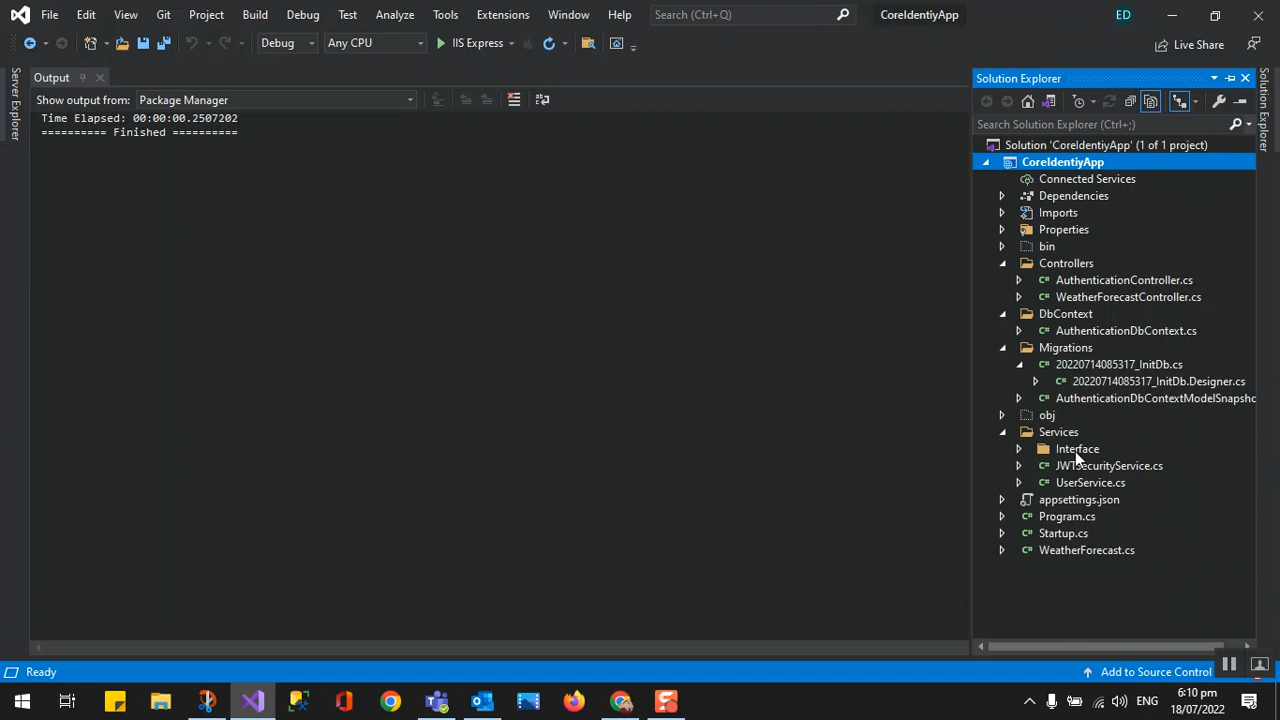 File Edit View Git Project Build Debug Test Analyze Tools Extensions Window Help Search (Ctrl+Q) CoreIdentiyApp ED
Debug Any CPU IIS Express Live Share
Server Explorer
Output
Show output from: Package Manager
Time Elapsed: 00:00:00.2507202
========== Finished ==========
Solution Explorer
Search Solution Explorer (Ctrl+;)
Solution 'CoreIdentiyApp' (1 of 1 project)
CoreIdentiyApp
Connected Services
Dependencies
Imports
Properties
bin
Controllers
AuthenticationController.cs
WeatherForecastController.cs
DbContext
AuthenticationDbContext.cs
Migrations
20220714085317_InitDb.cs
20220714085317_InitDb.Designer.cs
AuthenticationDbContextModelSnapsho
obj
Services
Interface
JWTSecurityService.cs
UserService.cs
appsettings.json
Program.cs
Startup.cs
WeatherForecast.cs
Solution Explorer
Ready Add to Source Control
ENG
6:10 pm
18/07/2022